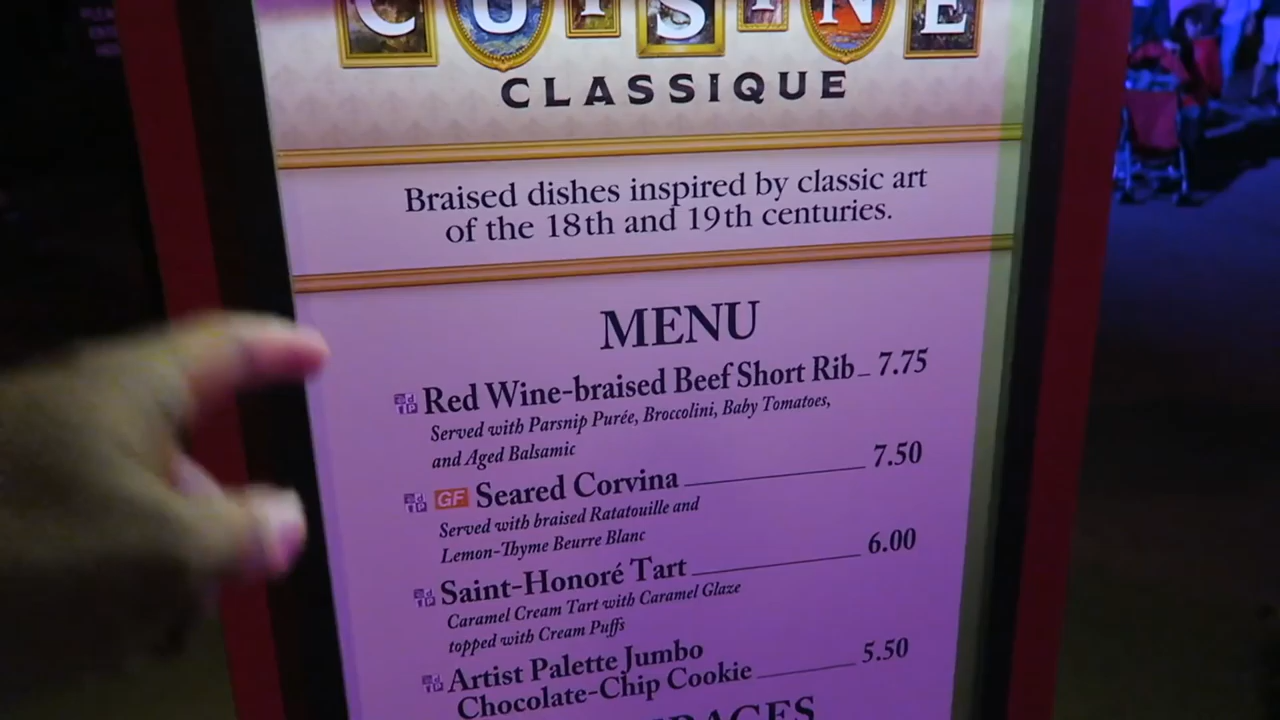 CUISINE
CLASSIQUE
Braised dishes inspired by classic art
of the 18th and 19th centuries.
MENU
Red Wine-braised Beef Short Rib 7.75
Served with Parsnip Purée, Broccolini, Baby Tomatoes,
and Aged Balsamic
GF Seared Corvina 7.50
Served with braised Ratatouille and
Lemon-Thyme Beurre Blanc
Saint-Honoré Tart 6.00
Caramel Cream Tart with Caramel Glaze
topped with Cream Puffs
Artist Palette Jumbo
Chocolate-Chip Cookie 5.50